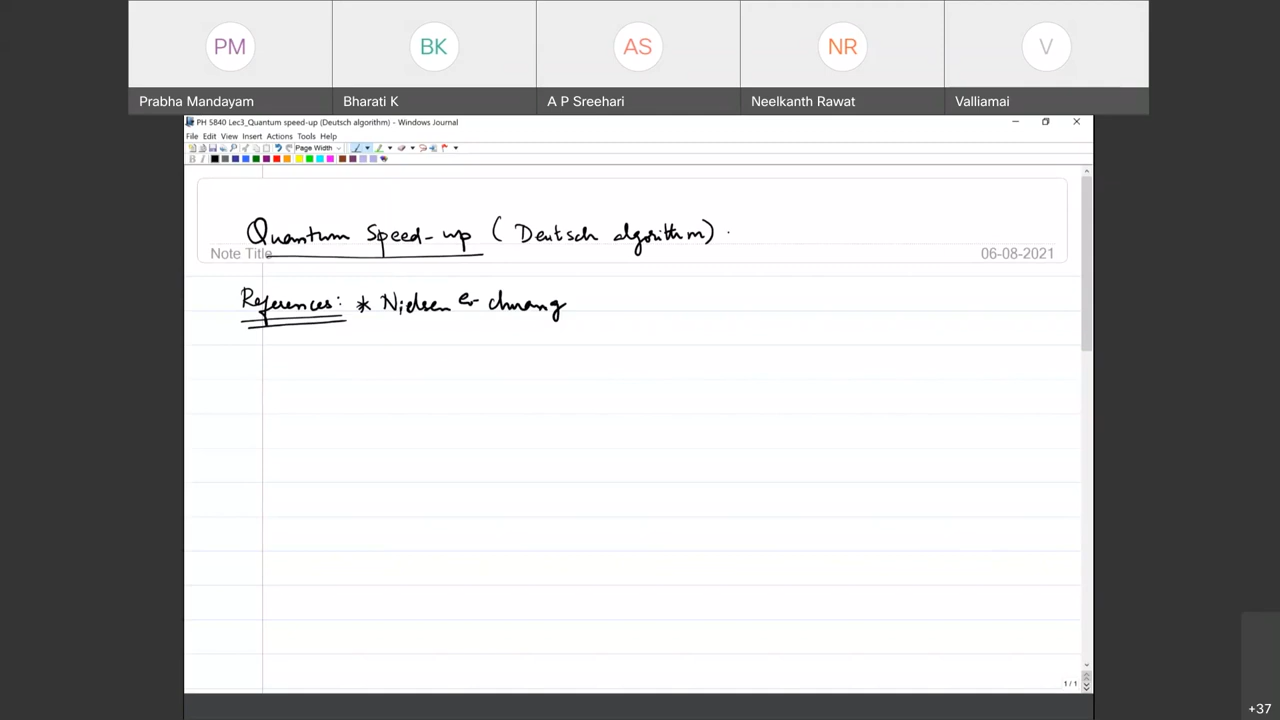 PM BK AS NR V
Prabha Mandayam Bharati K A P Sreehari Neelkanth Rawat Valliamai
PH 5840 Lec3_Quantum speed-up (Deutsch algorithm) - Windows Journal
File Edit View Insert Actions Tools Help
Page Width
B I
Quantum Speed-up (Deutsch algorithm)
Note Title 06-08-2021
References: * Nielsen & chuang
1 / 1
+37